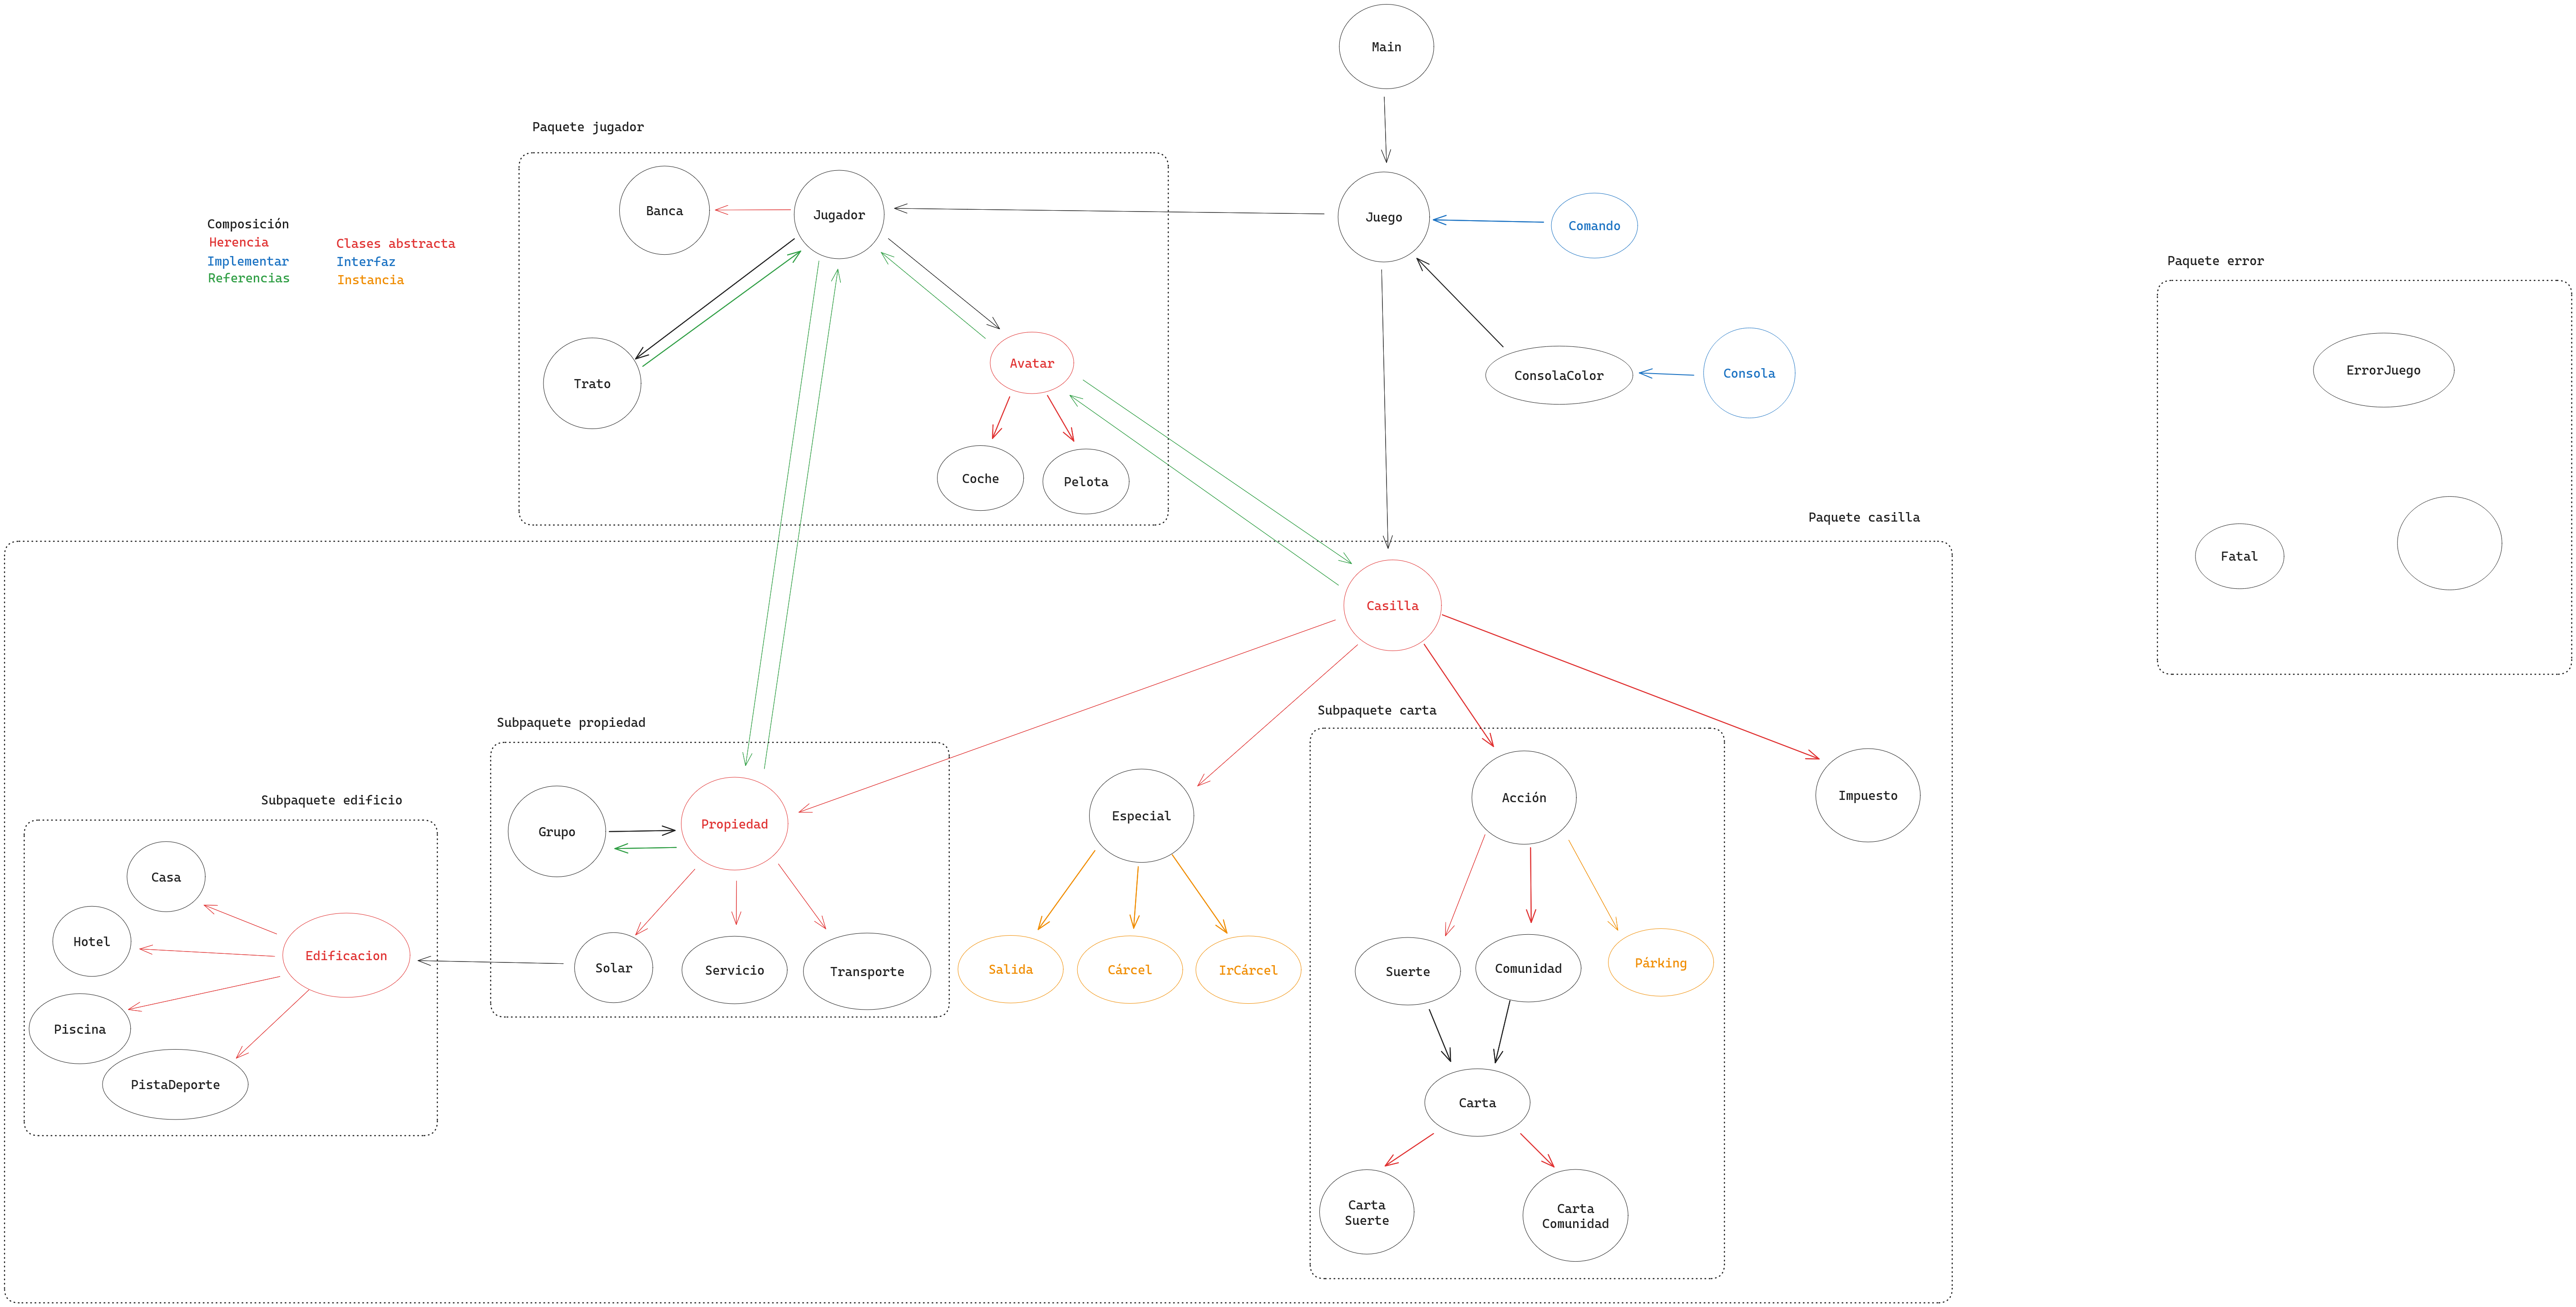 Main
Paquete jugador
Banca
Jugador
Juego
Comando
Composición
Herencia
Implementar
Referencias
Clases abstracta
Interfaz
Instancia
Paquete error
Trato
Avatar
ConsolaColor
Consola
ErrorJuego
Coche
Pelota
Paquete casilla
Fatal
Casilla
Subpaquete propiedad
Subpaquete carta
Subpaquete edificio
Grupo
Propiedad
Especial
Acción
Impuesto
Casa
Hotel
Edificacion
Solar
Servicio
Transporte
Salida
Cárcel
IrCárcel
Suerte
Comunidad
Párking
Piscina
PistaDeporte
Carta
Carta
Suerte
Carta
Comunidad